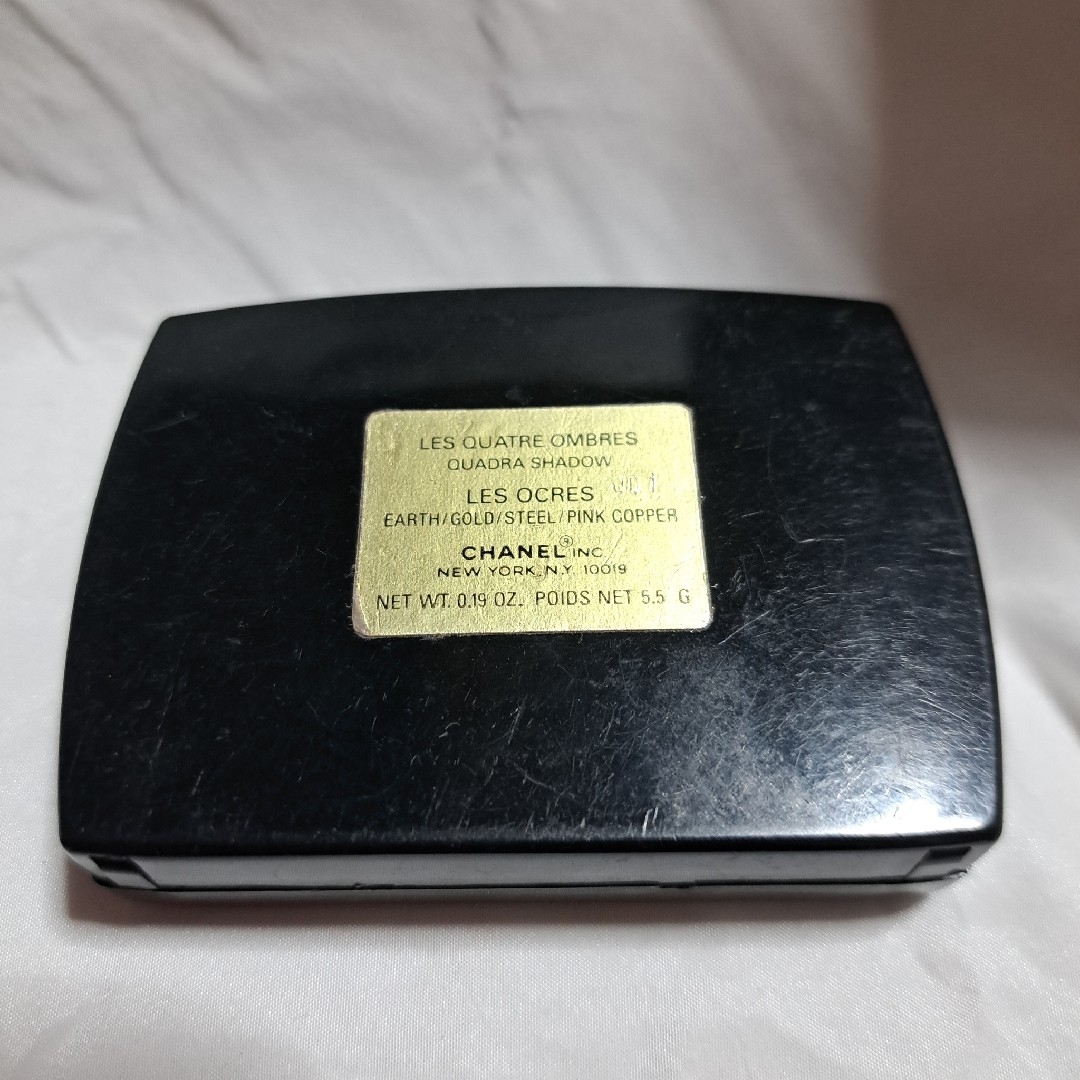 LES QUATRE OMBRES
QUADRA SHADOW
LES OCRES
EARTH/GOLD/STEEL/PINK COPPER
CHANEL® INC.
NEW YORK, N.Y. 10019
NET WT. 0.19 OZ. POIDS NET 5.5 G